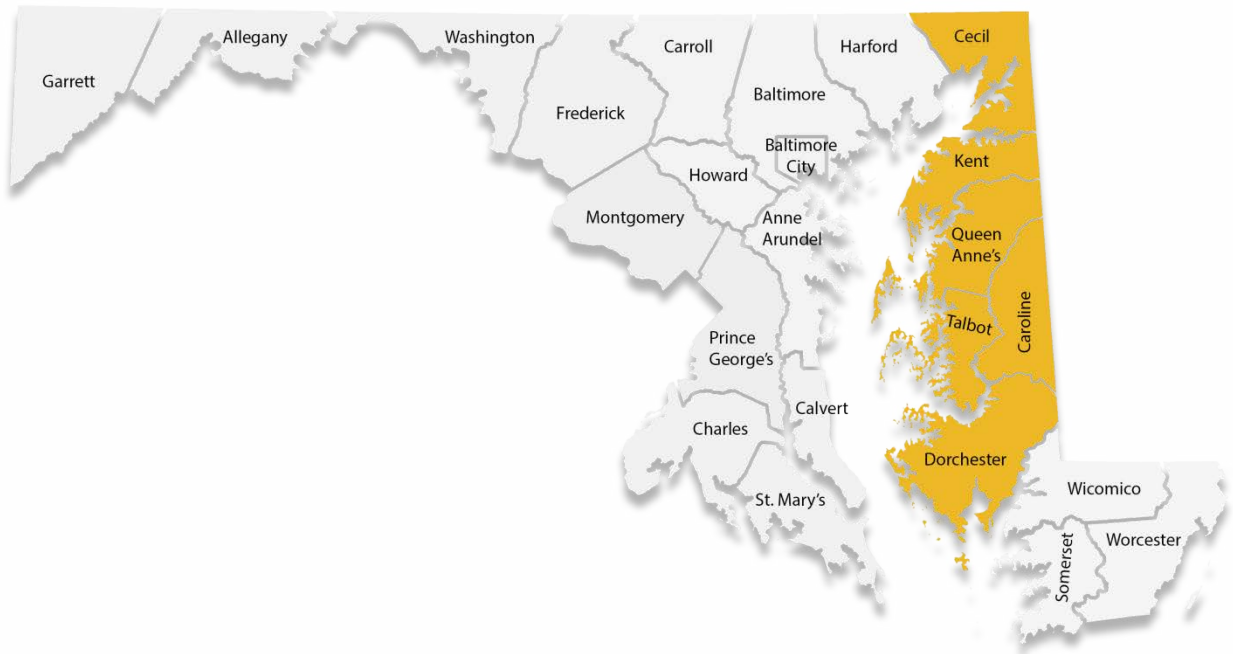 Garrett
Allegany
Washington
Frederick
Carroll
Baltimore
Baltimore
City
Harford
Cecil
Howard
Montgomery
Anne
Arundel
Kent
Queen
Anne's
Talbot
Caroline
Prince
George's
Calvert
Charles
St. Mary's
Dorchester
Wicomico
Somerset
Worcester